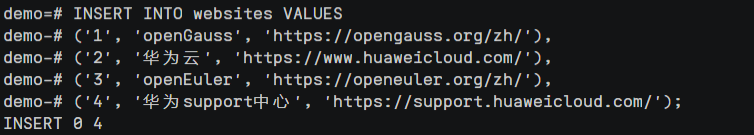 demo=# INSERT INTO websites VALUES
demo-# ('1', 'openGauss', 'https://opengauss.org/zh/'),
demo-# ('2', '华为云', 'https://www.huaweicloud.com/'),
demo-# ('3', 'openEuler', 'https://openeuler.org/zh/'),
demo-# ('4', '华为support中心', 'https://support.huaweicloud.com/');
INSERT 0 4